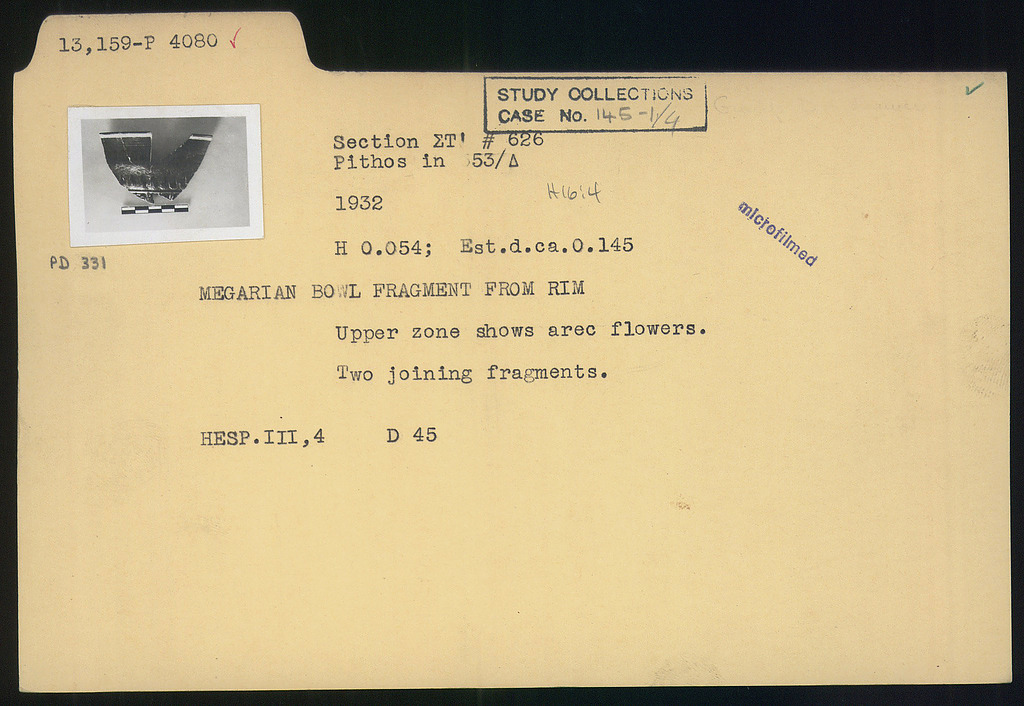 13,159-P 4080 ✓
STUDY COLLECTIONS
CASE No. 145-1/4
Section ΣΤ' # 626
Pithos in 53/Δ
1932
H16:4
microfilmed
H 0.054; Est.d.ca.0.145
PD 331
MEGARIAN BOWL FRAGMENT FROM RIM
Upper zone shows arec flowers.
Two joining fragments.
HESP.III,4 D 45